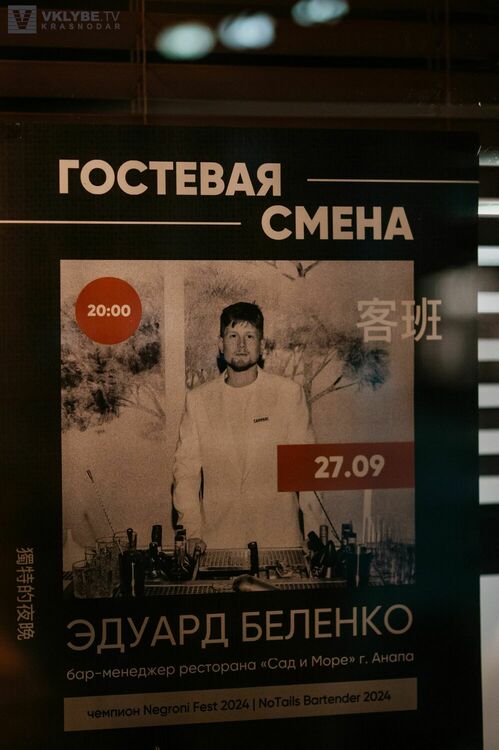 VKLYBE.TV
KRASNODAR
ГОСТЕВАЯ
СМЕНА
20:00
客班
27.09
獨特的夜晚
ЭДУАРД БЕЛЕНКО
бар-менеджер ресторана «Сад и Море» г. Анапа
чемпион Negroni Fest 2024 | NoTails Bartender 2024